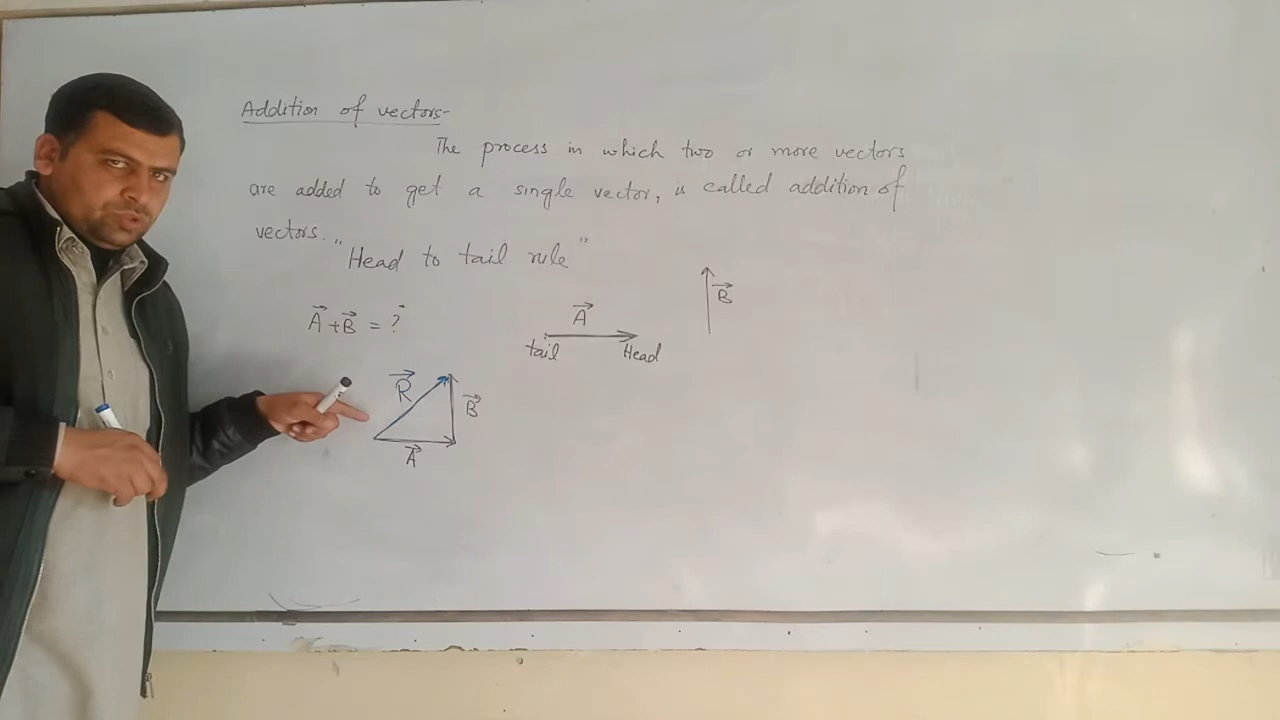 Addition of vectors:-
The process in which two or more vectors
are added to get a single vector, is called addition of
vectors.
"Head to tail rule"
A⃗ + B⃗ = ?
A⃗
tail Head
B⃗
R⃗
B⃗
A⃗